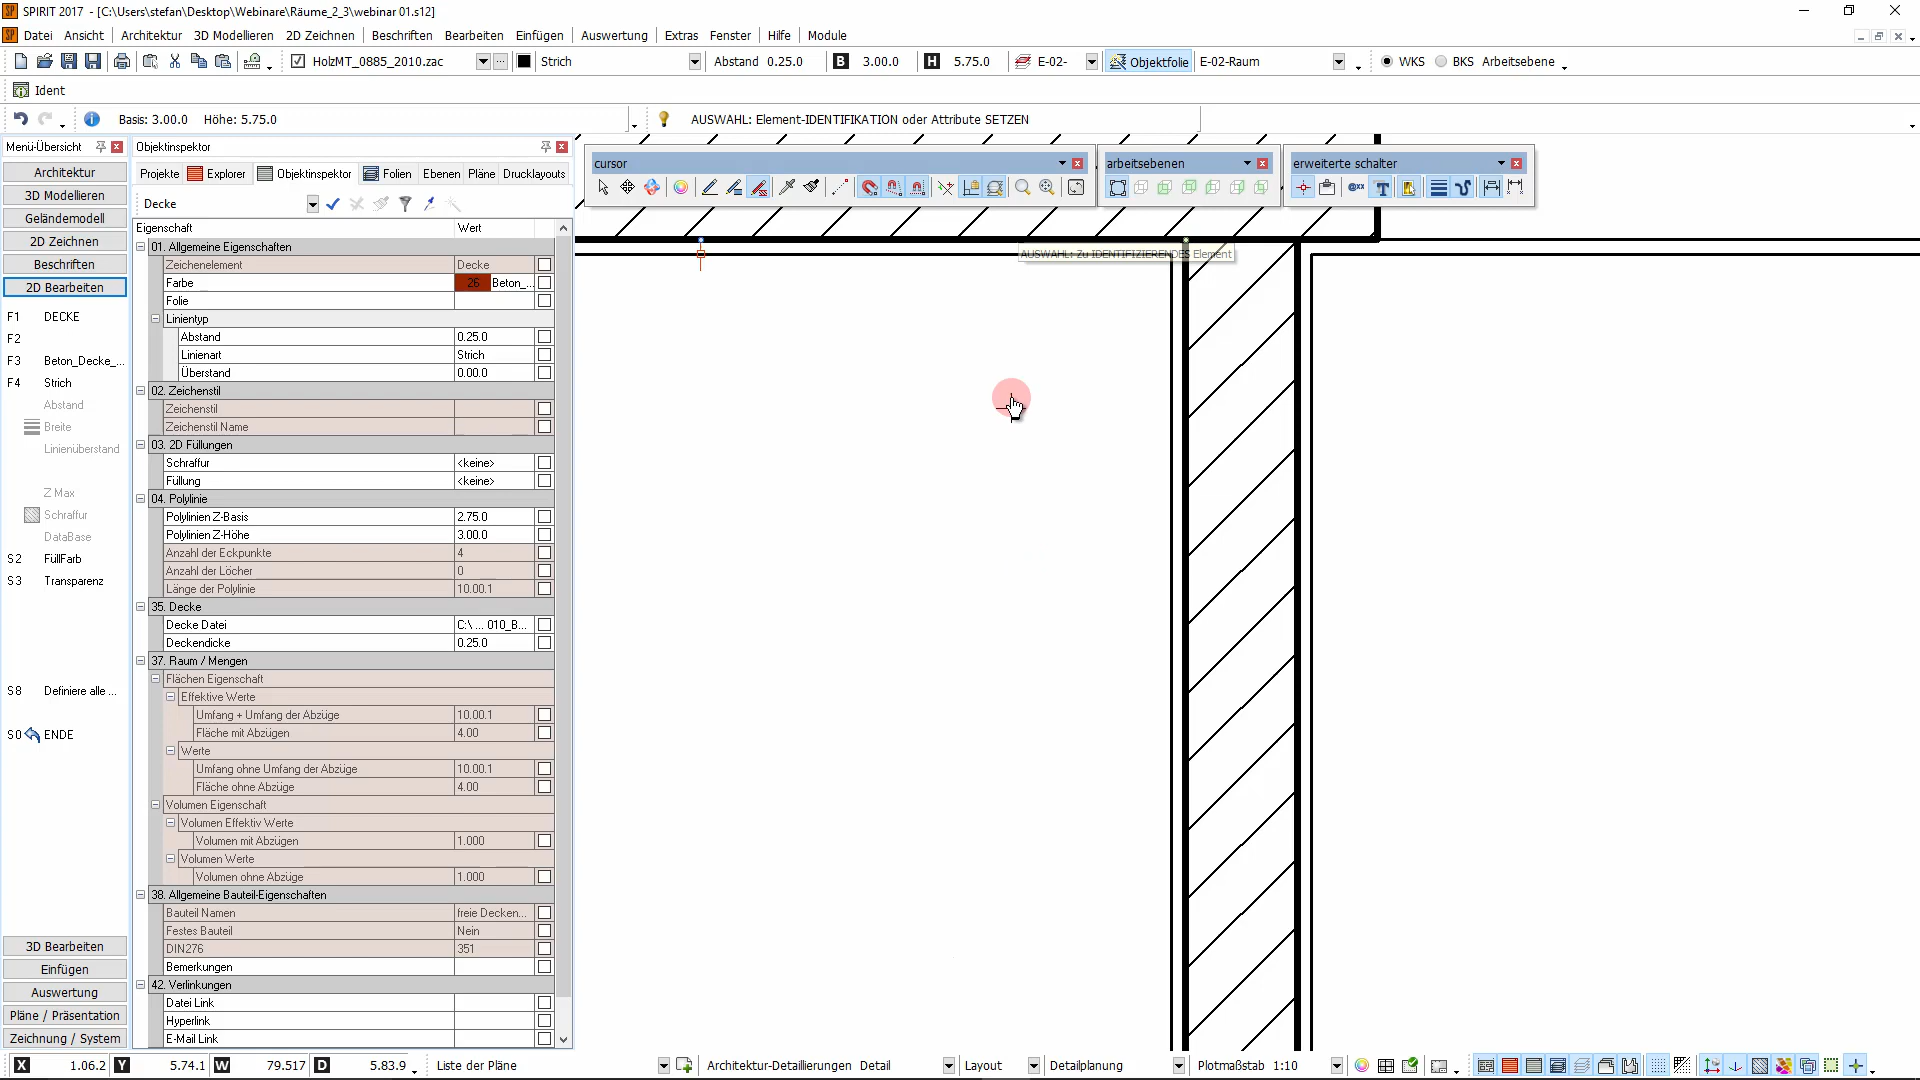 SPIRIT 2017 - [C:\Users\stefan\Desktop\Webinare\Räume_2_3\webinar 01.s12]
Datei Ansicht Architektur 3D Modellieren 2D Zeichnen Beschriften Bearbeiten Einfügen Auswertung Extras Fenster Hilfe Module
HolzMT_0885_2010.zac Strich Abstand 0.25.0 B 3.00.0 H 5.75.0 E-02- Objektfolie E-02-Raum WKS BKS Arbeitsebene
Ident
Basis: 3.00.0 Höhe: 5.75.0 AUSWAHL: Element-IDENTIFIKATION oder Attribute SETZEN
Menü-Übersicht
Architektur
3D Modellieren
Geländemodell
2D Zeichnen
Beschriften
2D Bearbeiten
F1 DECKE
F2
F3 Beton_Decke_...
F4 Strich
Abstand
Breite
Linienüberstand
Z Max
Schraffur
DataBase
S2 FüllFarb
S3 Transparenz
S8 Definiere alle ...
S0 ENDE
3D Bearbeiten
Einfügen
Auswertung
Pläne / Präsentation
Zeichnung / System
Objektinspektor
Projekte Explorer Objektinspektor Folien Ebenen Pläne Drucklayouts
Decke
Eigenschaft Wert
01. Allgemeine Eigenschaften
Zeichenelement Decke
Farbe 26 Beton_...
Folie
Linientyp
Abstand 0.25.0
Linienart Strich
Überstand 0.00.0
02. Zeichenstil
Zeichenstil
Zeichenstil Name
03. 2D Füllungen
Schraffur <keine>
Füllung <keine>
04. Polylinie
Polylinien Z-Basis 2.75.0
Polylinien Z-Höhe 3.00.0
Anzahl der Eckpunkte 4
Anzahl der Löcher 0
Länge der Polylinie 10.00.1
35. Decke
Decke Datei C:\ ... 010_B...
Deckendicke 0.25.0
37. Raum / Mengen
Flächen Eigenschaft
Effektive Werte
Umfang + Umfang der Abzüge 10.00.1
Fläche mit Abzügen 4.00
Werte
Umfang ohne Umfang der Abzüge 10.00.1
Fläche ohne Abzüge 4.00
Volumen Eigenschaft
Volumen Effektiv Werte
Volumen mit Abzügen 1.000
Volumen Werte
Volumen ohne Abzüge 1.000
38. Allgemeine Bauteil-Eigenschaften
Bauteil Namen freie Decken...
Festes Bauteil Nein
DIN276 351
Bemerkungen
42. Verlinkungen
Datei Link
Hyperlink
E-Mail Link
cursor
arbeitsebenen
erweiterte schalter
AUSWAHL: Zu IDENTIFIZIERENDES Element
X 1.06.2 Y 5.74.1 W 79.517 D 5.83.9 Liste der Pläne Architektur-Detaillierungen Detail Layout Detailplanung Plotmaßstab 1:10